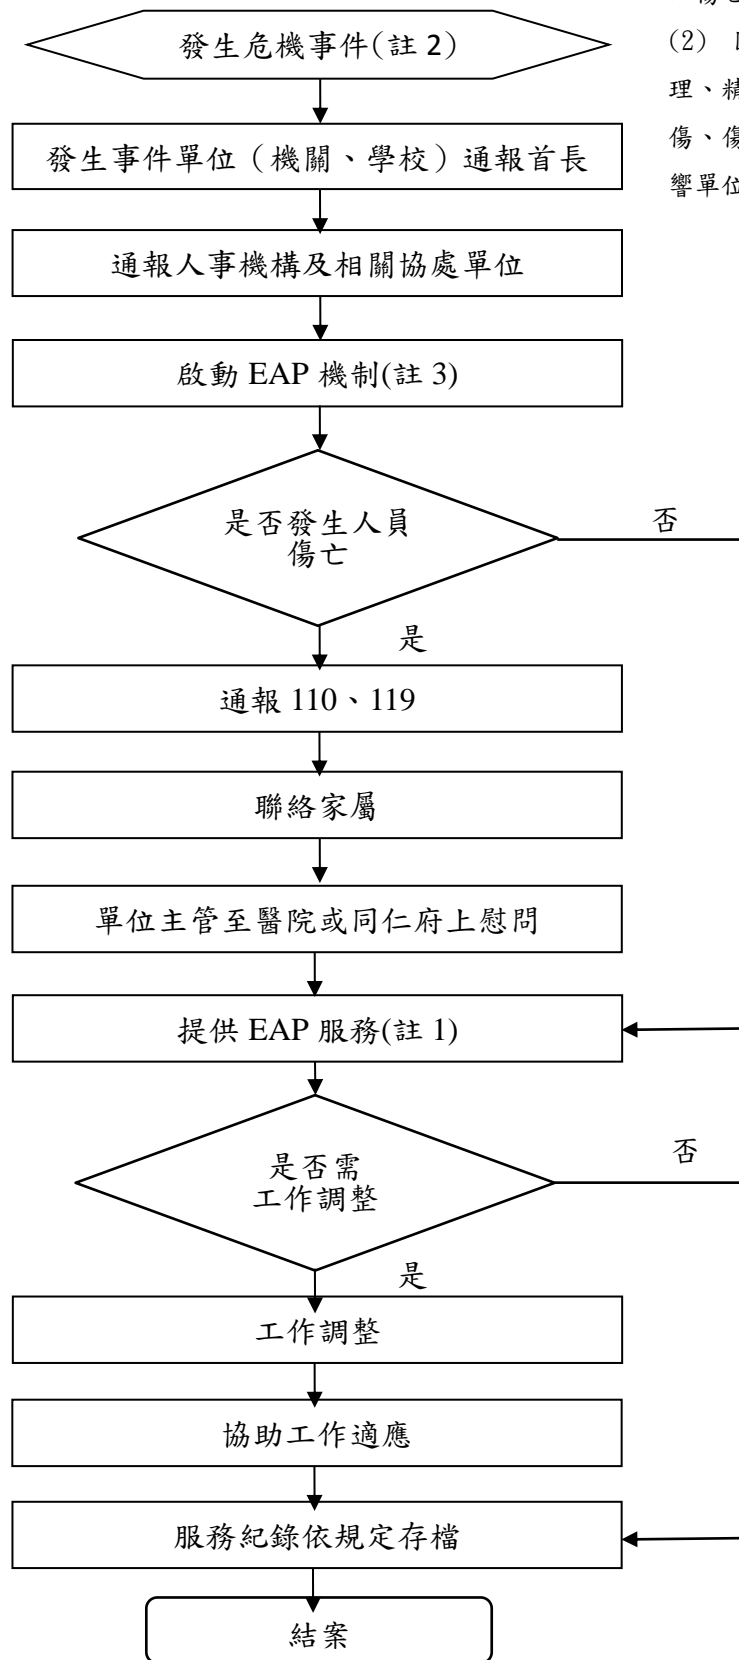 發生危機事件(註 2)
發生事件單位（機關、學校）通報首長
通報人事機構及相關協處單位
啟動 EAP 機制(註 3)
是否發生人員
傷亡
否
是
通報 110、119
聯絡家屬
單位主管至醫院或同仁府上慰問
提供 EAP 服務(註 1)
是否需
工作調整
否
是
工作調整
協助工作適應
服務紀錄依規定存檔
結案
(2)
理、精
傷、傷
響單位